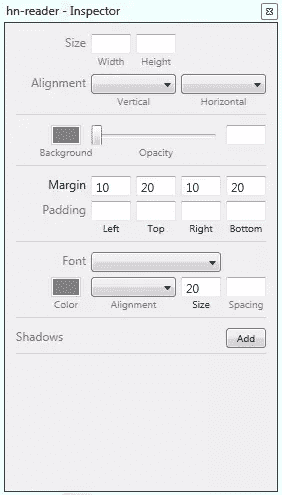 hn-reader - Inspector
Size
Width Height
Alignment
Vertical Horizontal
Background Opacity
Margin 10 20 10 20
Padding
Left Top Right Bottom
Font
20
Color Alignment Size Spacing
Shadows Add